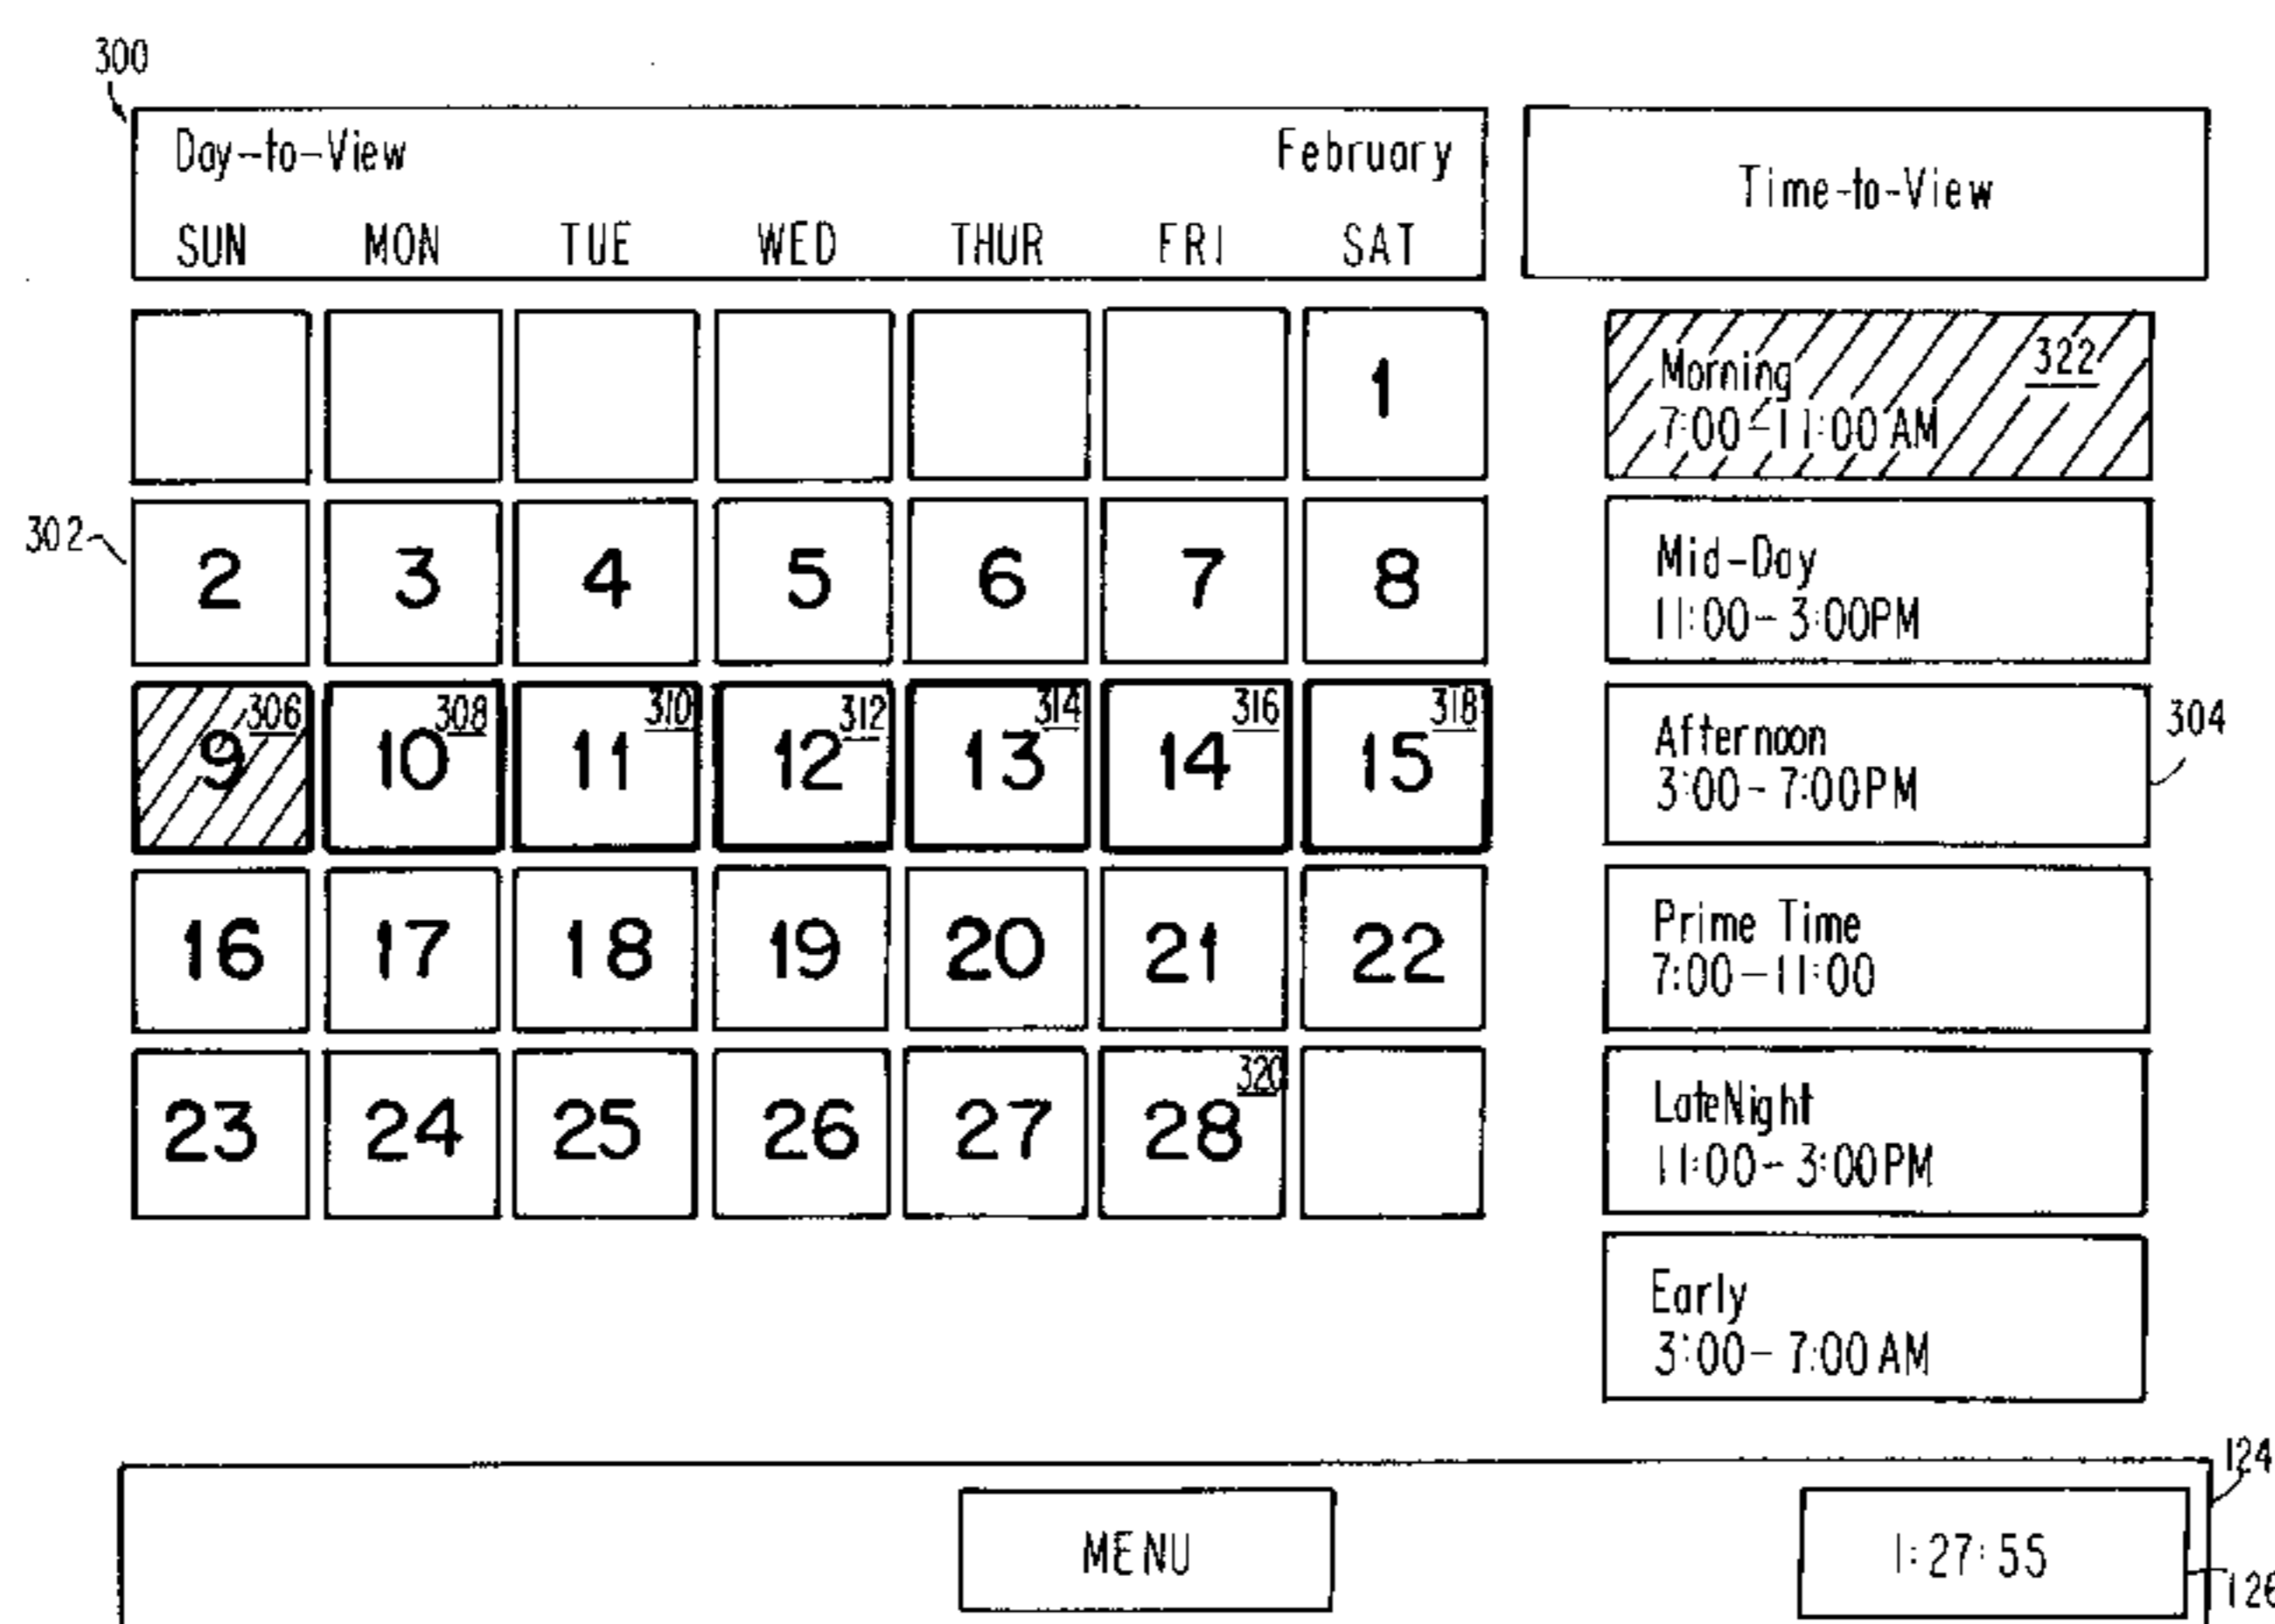 300
Day-to-View February
SUN MON TUE WED THUR FRI SAT
Time-to-View
1
302
2 3 4 5 6 7 8
9 306 10 308 11 310 12 312 13 314 14 316 15 318
16 17 18 19 20 21 22
23 24 25 26 27 28 320
Morning 322
7:00-11:00 AM
Mid-Day
11:00-3:00PM
Afternoon
3:00-7:00PM
304
Prime Time
7:00-11:00
LateNight
11:00-3:00PM
Early
3:00-7:00 AM
124
MENU
1:27:55
126